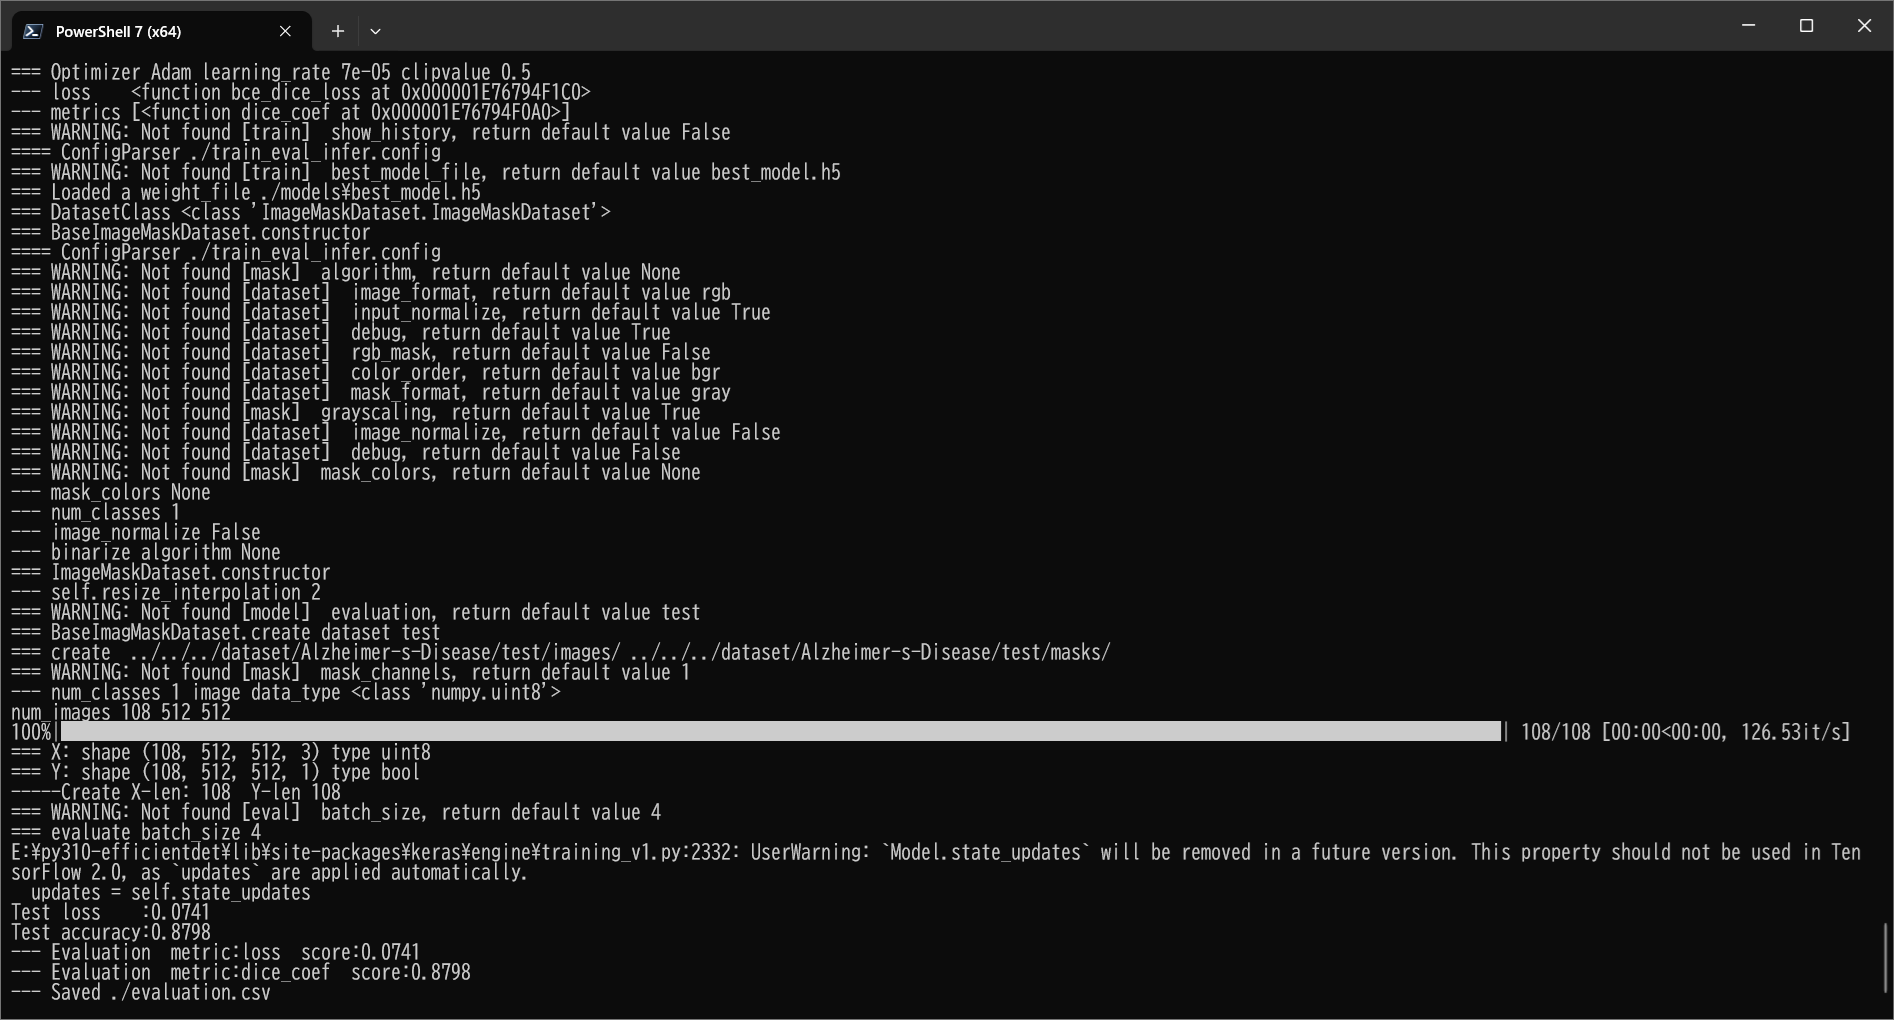 PowerShell 7 (x64)
=== Optimizer Adam learning_rate 7e-05 clipvalue 0.5
--- loss    <function bce_dice_loss at 0x000001E76794F1C0>
--- metrics [<function dice_coef at 0x000001E76794F0A0>]
=== WARNING: Not found [train]  show_history, return default value False
==== ConfigParser ./train_eval_infer.config
=== WARNING: Not found [train]  best_model_file, return default value best_model.h5
=== Loaded a weight_file ./models¥best_model.h5
=== DatasetClass <class 'ImageMaskDataset.ImageMaskDataset'>
=== BaseImageMaskDataset.constructor
==== ConfigParser ./train_eval_infer.config
=== WARNING: Not found [mask]  algorithm, return default value None
=== WARNING: Not found [dataset]  image_format, return default value rgb
=== WARNING: Not found [dataset]  input_normalize, return default value True
=== WARNING: Not found [dataset]  debug, return default value True
=== WARNING: Not found [dataset]  rgb_mask, return default value False
=== WARNING: Not found [dataset]  color_order, return default value bgr
=== WARNING: Not found [dataset]  mask_format, return default value gray
=== WARNING: Not found [mask]  grayscaling, return default value True
=== WARNING: Not found [dataset]  image_normalize, return default value False
=== WARNING: Not found [dataset]  debug, return default value False
=== WARNING: Not found [mask]  mask_colors, return default value None
--- mask_colors None
--- num_classes 1
--- image_normalize False
--- binarize algorithm None
=== ImageMaskDataset.constructor
--- self.resize_interpolation 2
=== WARNING: Not found [model]  evaluation, return default value test
=== BaseImagMaskDataset.create dataset test
=== create  ../../../dataset/Alzheimer-s-Disease/test/images/ ../../../dataset/Alzheimer-s-Disease/test/masks/
=== WARNING: Not found [mask]  mask_channels, return default value 1
--- num_classes 1 image data_type <class 'numpy.uint8'>
num_images 108 512 512
100%| | 108/108 [00:00<00:00, 126.53it/s]
=== X: shape (108, 512, 512, 3) type uint8
=== Y: shape (108, 512, 512, 1) type bool
-----Create X-len: 108  Y-len 108
=== WARNING: Not found [eval]  batch_size, return default value 4
=== evaluate batch_size 4
E:¥py310-efficientdet¥lib¥site-packages¥keras¥engine¥training_v1.py:2332: UserWarning: `Model.state_updates` will be removed in a future version. This property should not be used in Ten
sorFlow 2.0, as `updates` are applied automatically.
  updates = self.state_updates
Test loss    :0.0741
Test accuracy:0.8798
--- Evaluation  metric:loss  score:0.0741
--- Evaluation  metric:dice_coef  score:0.8798
--- Saved ./evaluation.csv